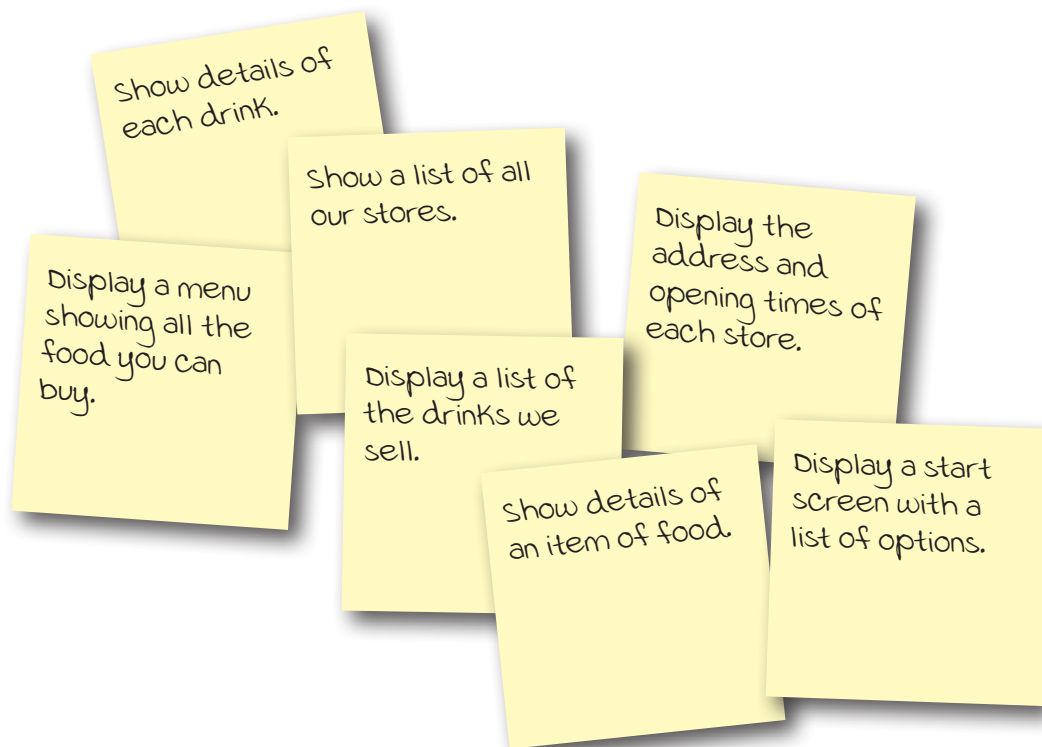 Show details of
each drink.
Show a list of all
our stores.
Display the
address and
opening times of
each store.
Display a menu
showing all the
food you can
buy.
Display a list of
the drinks we
sell.
Show details of
an item of food.
Display a start
screen with a
list of options.